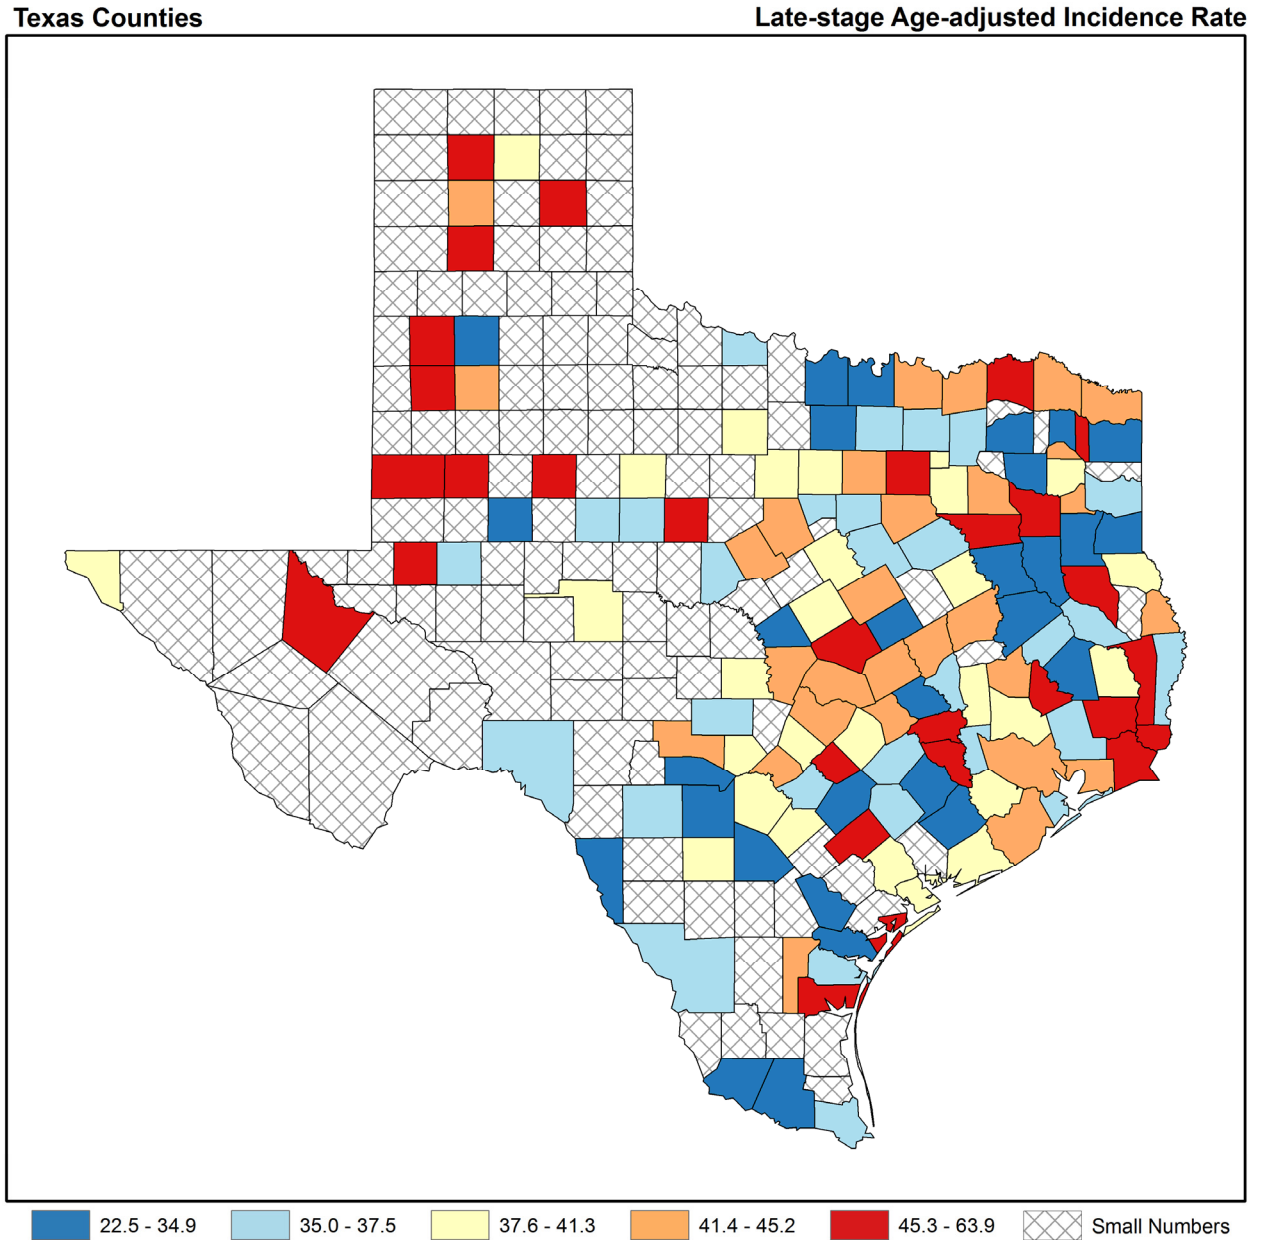 Texas Counties
Late-stage Age-adjusted Incidence Rate
22.5 - 34.9
35.0 - 37.5
37.6 - 41.3
41.4 - 45.2
45.3 - 63.9
Small Numbers